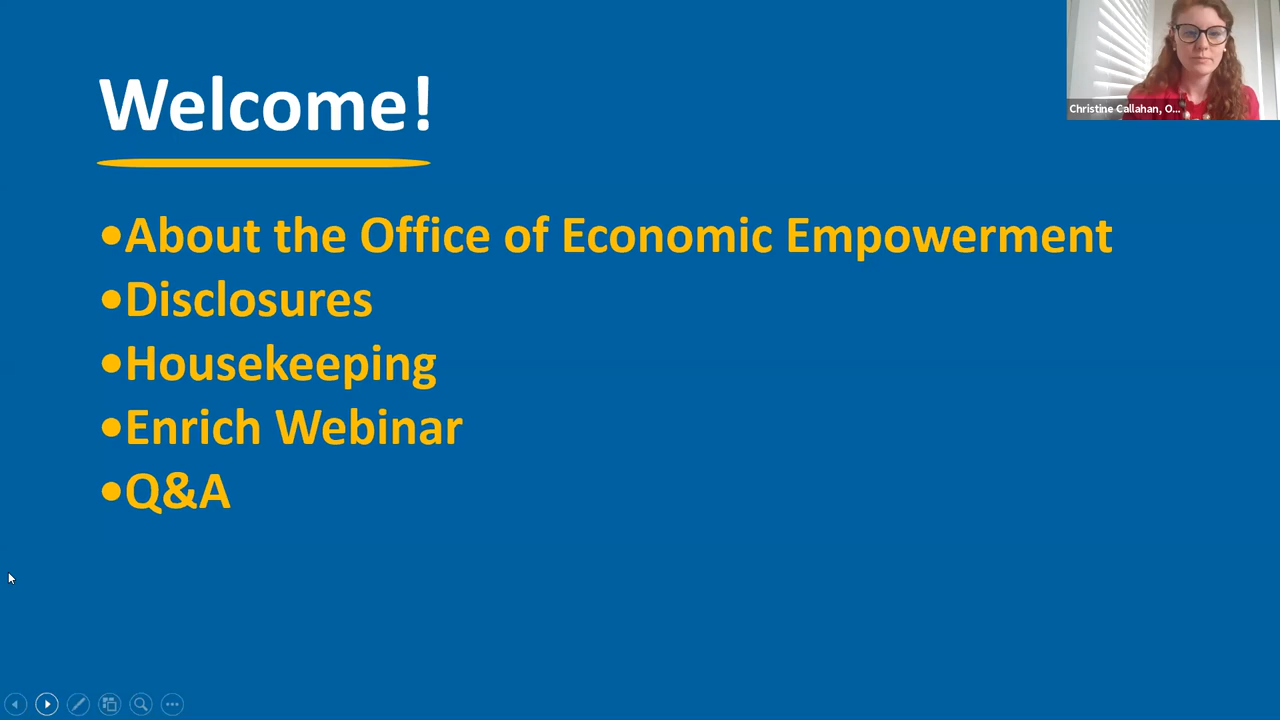 Welcome!
Christine Callahan, O...
•About the Office of Economic Empowerment
•Disclosures
•Housekeeping
•Enrich Webinar
•Q&A